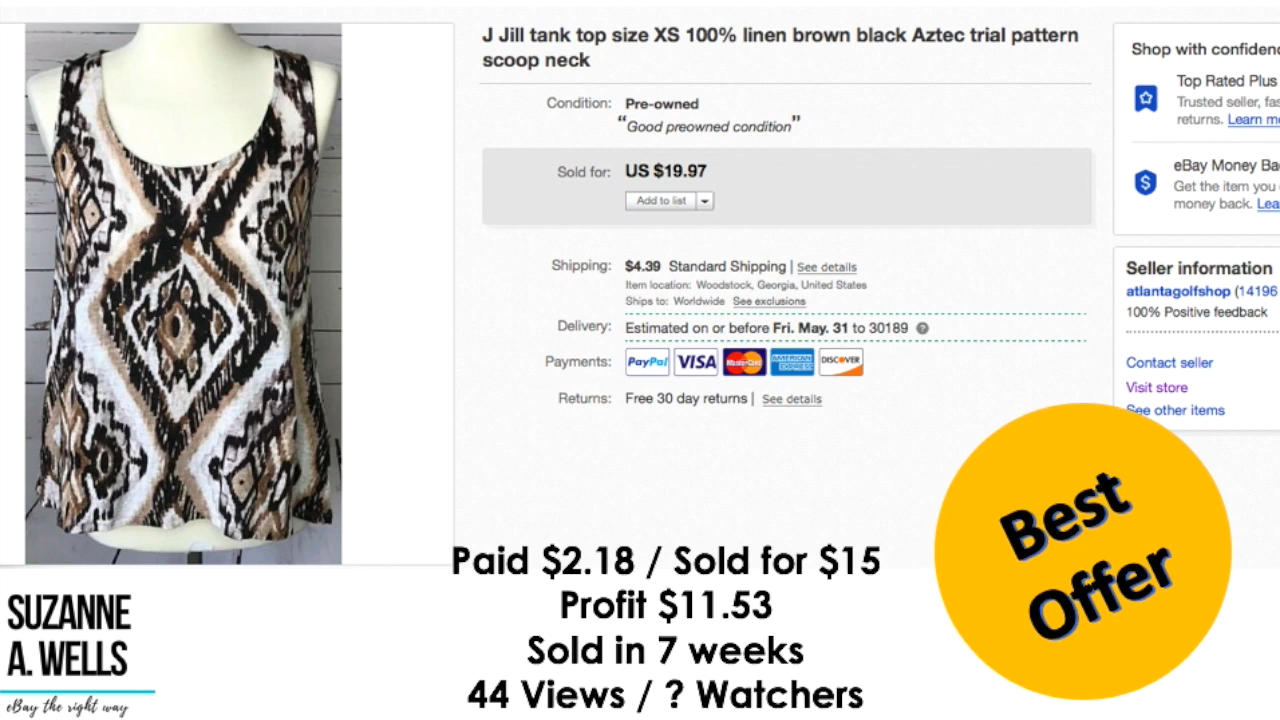 J Jill tank top size XS 100% linen brown black Aztec trial pattern
scoop neck
Condition: Pre-owned
“Good preowned condition”
Sold for: US $19.97
Add to list
Shipping: $4.39 Standard Shipping | See details
Item location: Woodstock, Georgia, United States
Ships to: Worldwide See exclusions
Delivery: Estimated on or before Fri. May. 31 to 30189 ?
Payments: PayPal VISA MasterCard AMERICAN EXPRESS DISCOVER
Returns: Free 30 day returns | See details
Shop with confidenc
Top Rated Plus
Trusted seller, fas
returns. Learn mo
$
eBay Money Ba
Get the item you
money back. Lea
Seller information
atlantagolfshop (14196
100% Positive feedback
Contact seller
Visit store
See other items
Best
Offer
Paid $2.18 / Sold for $15
Profit $11.53
Sold in 7 weeks
44 Views / ? Watchers
SUZANNE
A. WELLS
eBay the right way